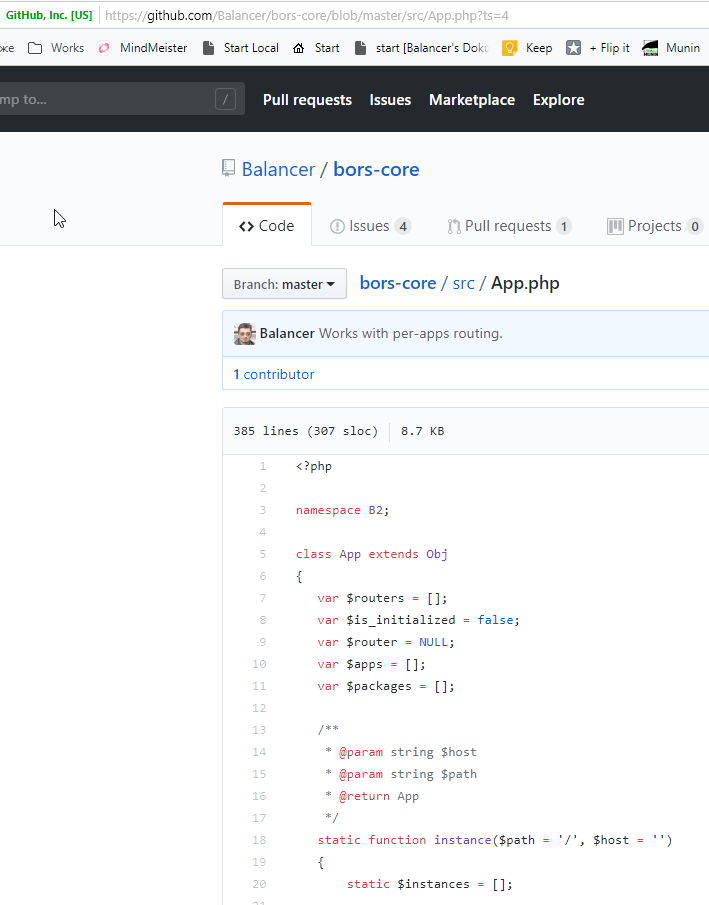 GitHub, Inc. [US] https://github.com/Balancer/bors-core/blob/master/src/App.php?ts=4
же Works MindMeister Start Local Start start [Balancer's Doku Keep + Flip it MUNIN Munin
mp to... / Pull requests Issues Marketplace Explore
Balancer / bors-core
<> Code Issues 4 Pull requests 1 Projects 0
Branch: master bors-core / src / App.php
Balancer Works with per-apps routing.
1 contributor
385 lines (307 sloc) 8.7 KB
1 <?php
2
3 namespace B2;
4
5 class App extends Obj
6 {
7 var $routers = [];
8 var $is_initialized = false;
9 var $router = NULL;
10 var $apps = [];
11 var $packages = [];
12
13 /**
14 * @param string $host
15 * @param string $path
16 * @return App
17 */
18 static function instance($path = '/', $host = '')
19 {
20 static $instances = [];
21